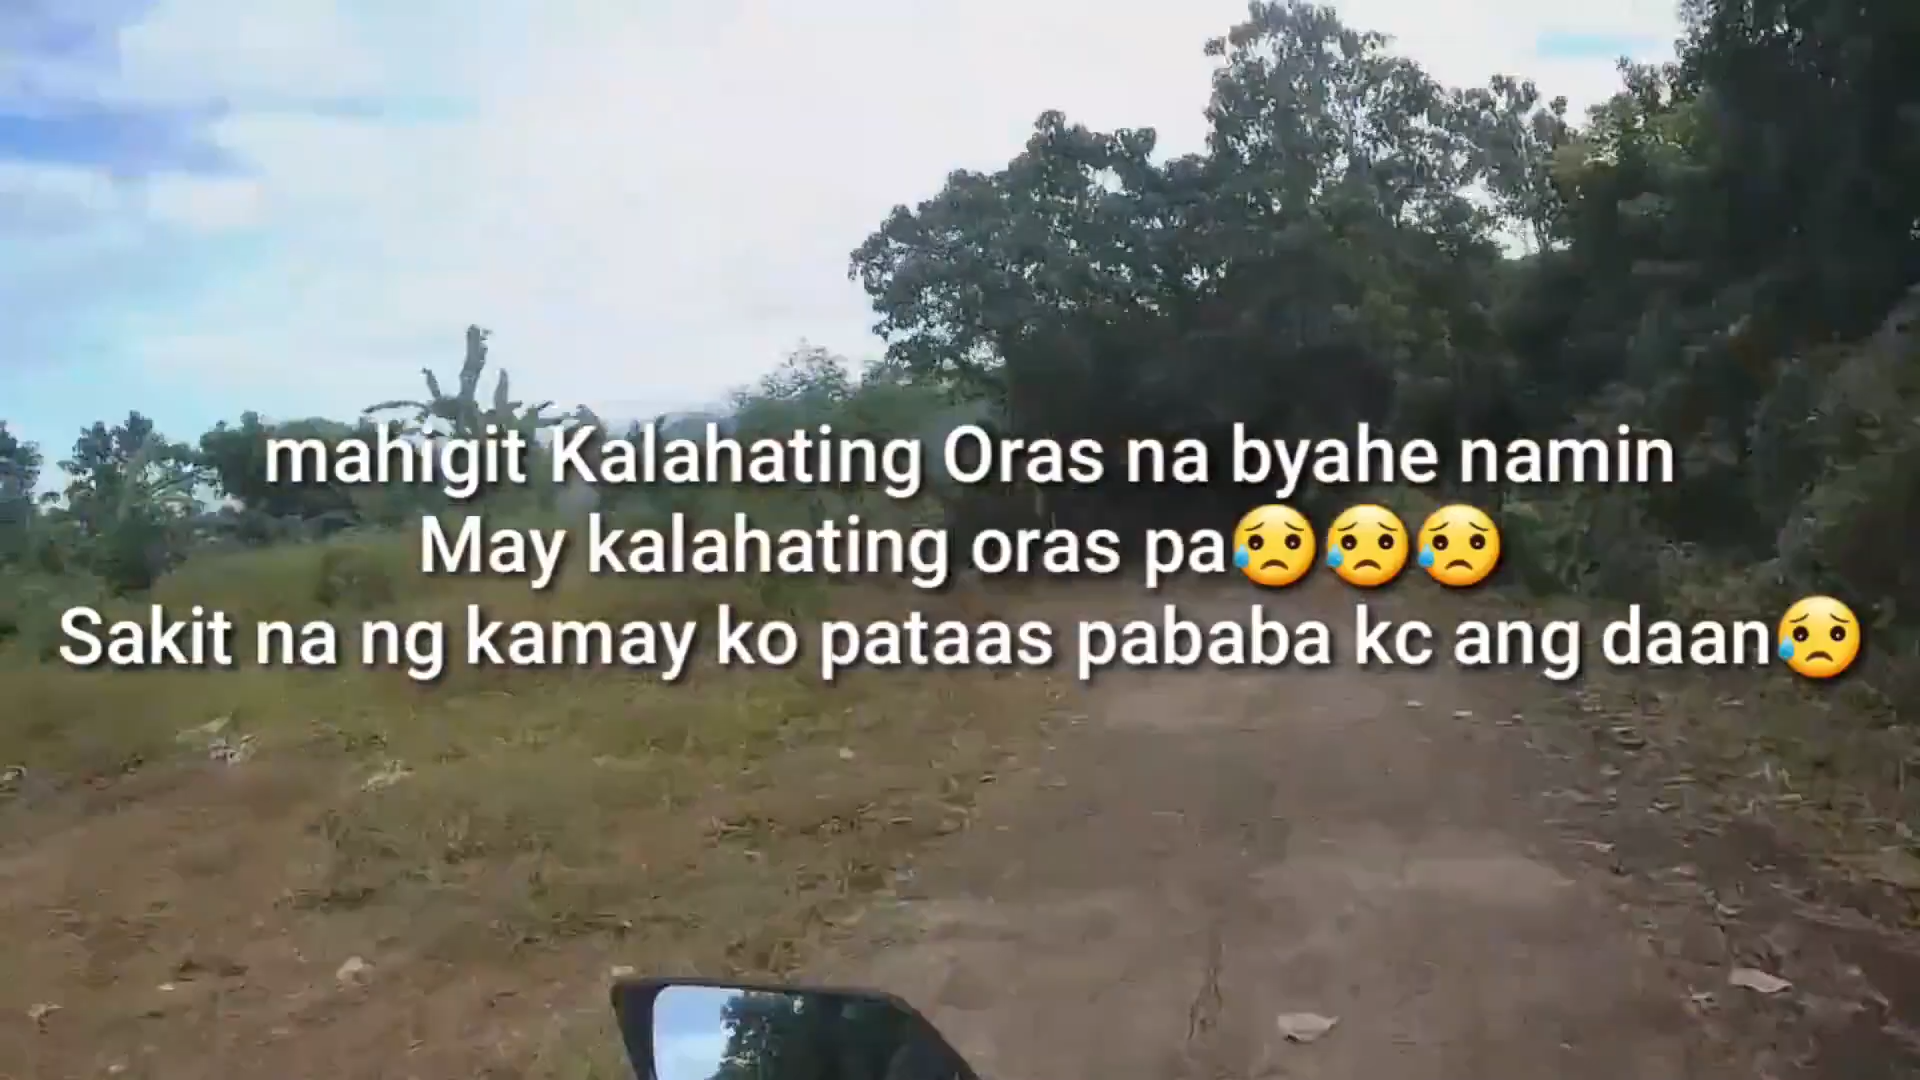 mahigit Kalahating Oras na byahe namin
May kalahating oras pa😥😥😥
Sakit na ng kamay ko pataas pababa kc ang daan😥